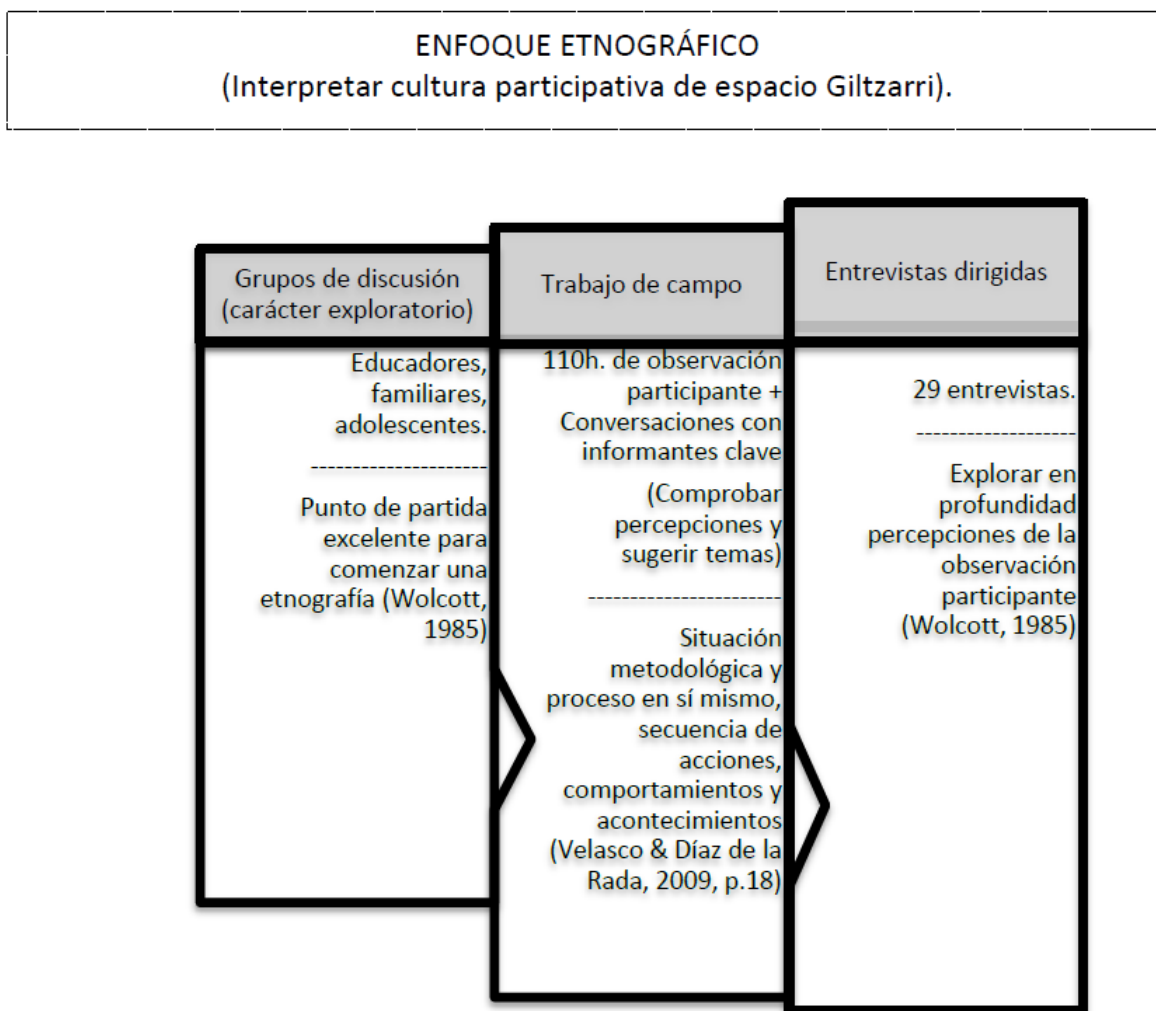 ENFOQUE ETNOGRÁFICO
(Interpretar cultura participativa de espacio Giltzarri).
Grupos de discusión
(carácter exploratorio)
Educadores,
familiares,
adolescentes.
---------------------
Punto de partida
excelente para
comenzar una
etnografía (Wolcott,
1985)
Trabajo de campo
110h. de observación
participante +
Conversaciones con
informantes clave
(Comprobar
percepciones y
sugerir temas)
-----------------------
Situación
metodológica y
proceso en sí mismo,
secuencia de
acciones,
comportamientos y
acontecimientos
(Velasco & Díaz de la
Rada, 2009, p.18)
Entrevistas dirigidas
29 entrevistas.
-------------------
Explorar en
profundidad
percepciones de la
observación
participante
(Wolcott, 1985)